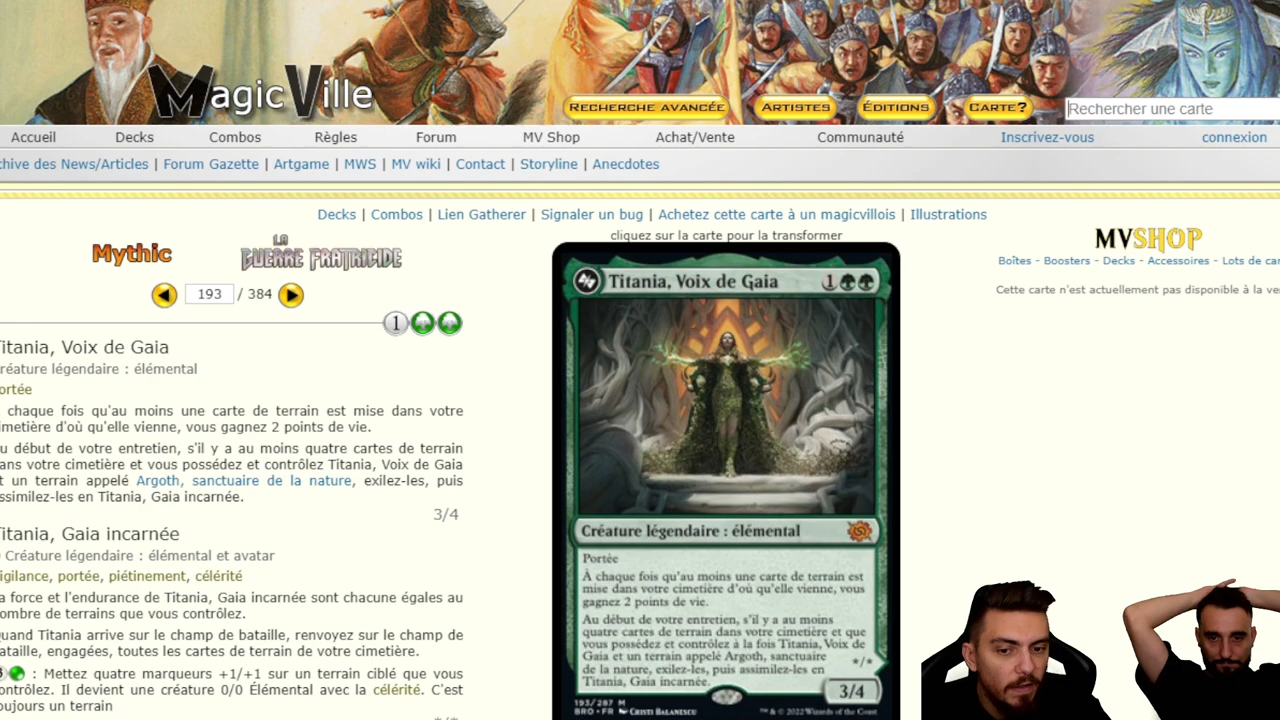 MagicVille
RECHERCHE AVANCÉE ARTISTES ÉDITIONS CARTE? Rechercher une carte
Accueil Decks Combos Règles Forum MV Shop Achat/Vente Communauté Inscrivez-vous connexion
chive des News/Articles | Forum Gazette | Artgame | MWS | MV wiki | Contact | Storyline | Anecdotes
Decks | Combos | Lien Gatherer | Signaler un bug | Achetez cette carte à un magicvillois | Illustrations
Mythic
LA
GUERRE FRATRICIDE
193 / 384
1
itania, Voix de Gaia
réature légendaire : élémental
ortée
chaque fois qu'au moins une carte de terrain est mise dans votre
imetière d'où qu'elle vienne, vous gagnez 2 points de vie.
u début de votre entretien, s'il y a au moins quatre cartes de terrain
ans votre cimetière et vous possédez et contrôlez Titania, Voix de Gaia
t un terrain appelé Argoth, sanctuaire de la nature, exilez-les, puis
ssimilez-les en Titania, Gaia incarnée.
3/4
itania, Gaia incarnée
Créature légendaire : élémental et avatar
igilance, portée, piétinement, célérité
a force et l'endurance de Titania, Gaia incarnée sont chacune égales au
ombre de terrains que vous contrôlez.
uand Titania arrive sur le champ de bataille, renvoyez sur le champ de
ataille, engagées, toutes les cartes de terrain de votre cimetière.
: Mettez quatre marqueurs +1/+1 sur un terrain ciblé que vous
ontrôlez. Il devient une créature 0/0 Élémental avec la célérité. C'est
oujours un terrain
*/*
cliquez sur la carte pour la transformer
Titania, Voix de Gaia 1
Créature légendaire : élémental
Portée
À chaque fois qu'au moins une carte de terrain est
mise dans votre cimetière d'où qu'elle vienne, vous
gagnez 2 points de vie.
Au début de votre entretien, s'il y a au moins
quatre cartes de terrain dans votre cimetière et que
vous possédez et contrôlez à la fois Titania, Voix de
Gaia et un terrain appelé Argoth, sanctuaire
de la nature, exilez-les, puis assimilez-les en
Titania, Gaia incarnée.
*/*
3/4
193/287 M
BRO • FR CRISTI BALANESCU
™ & © 2022 Wizards of the Coast
MVSHOP
Boîtes - Boosters - Decks - Accessoires - Lots de car
Cette carte n'est actuellement pas disponible à la ve